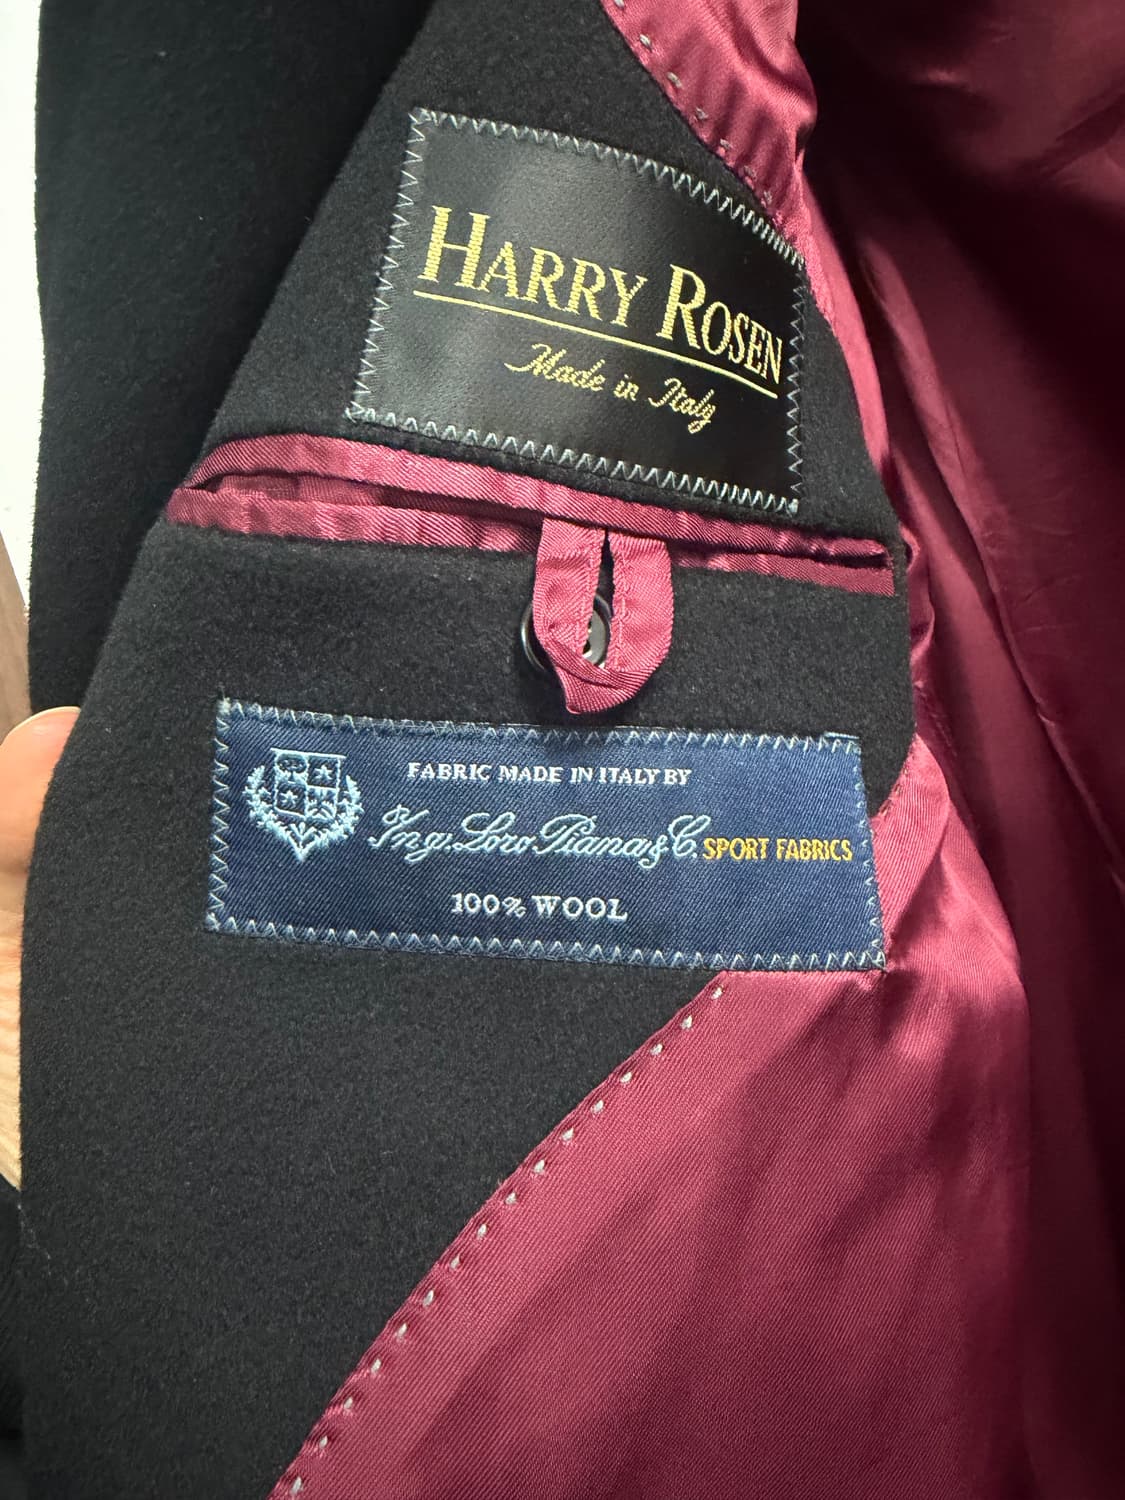 HARRY ROSEN
Made in Italy
FABRIC MADE IN ITALY BY
Ing. Loro Piana & C. SPORT FABRICS
100% WOOL